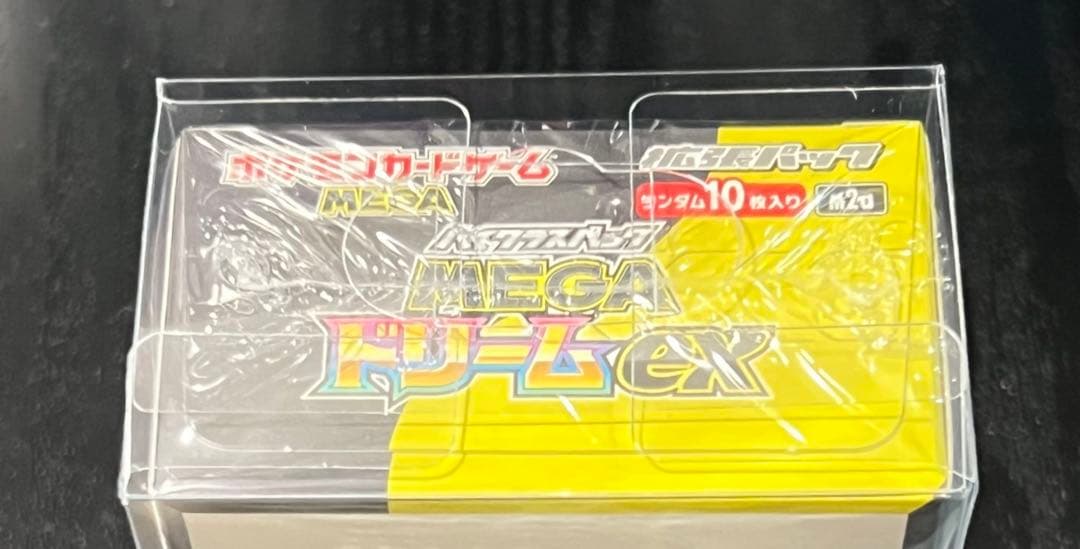 ポケモンカードゲーム
MEGA
拡張パック
ランダム10枚入り M2a
ハイクラスパック
MEGA
ドリームex